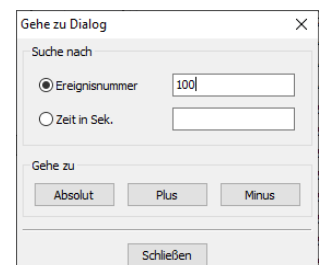 Gehe zu Dialog
Suche nach
Ereignisnummer 100
Zeit in Sek.
Gehe zu
Absolut Plus Minus
Schließen